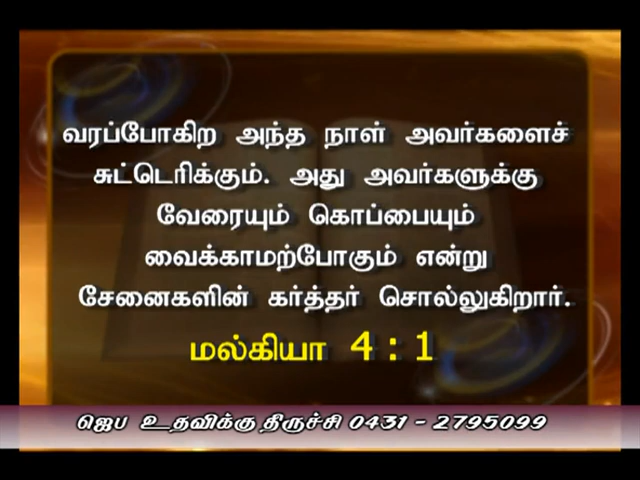 வரப்போகிற அந்த நாள் அவர்களைச்
சுட்டெரிக்கும். அது அவர்களுக்கு
வேரையும் கொப்பையும்
வைக்காமற்போகும் என்று
சேனைகளின் கர்த்தர் சொல்லுகிறார்.
மல்கியா 4 : 1
ஜெப உதவிக்கு திருச்சி 0431 - 2795099